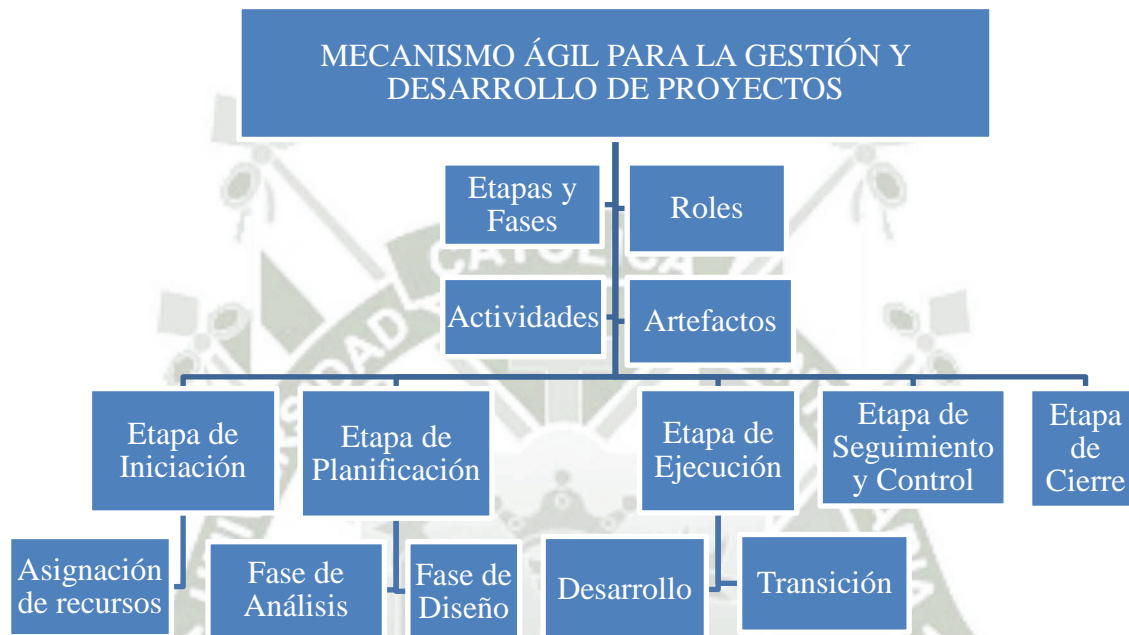 MECANISMO ÁGIL PARA LA GESTIÓN Y
DESARROLLO DE PROYECTOS
Etapas y
Fases
Roles
Actividades
Artefactos
Etapa de
Iniciación
Etapa de
Planificación
Etapa de
Ejecución
Etapa de
Seguimiento
y Control
Etapa
de
Cierre
Asignación
de recursos
Fase de
Análisis
Fase de
Diseño
Desarrollo
Transición
CATOLICA